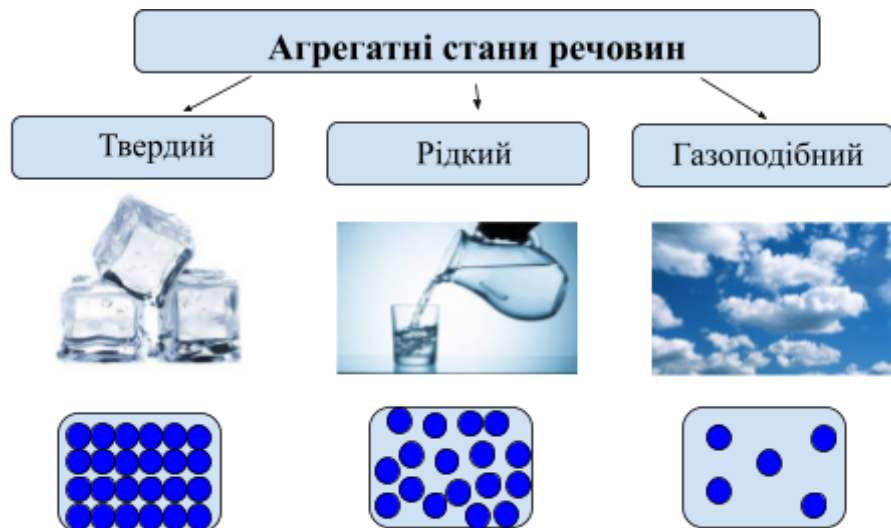 Агрегатні стани речовин
Твердий
Рідкий
Газоподібний